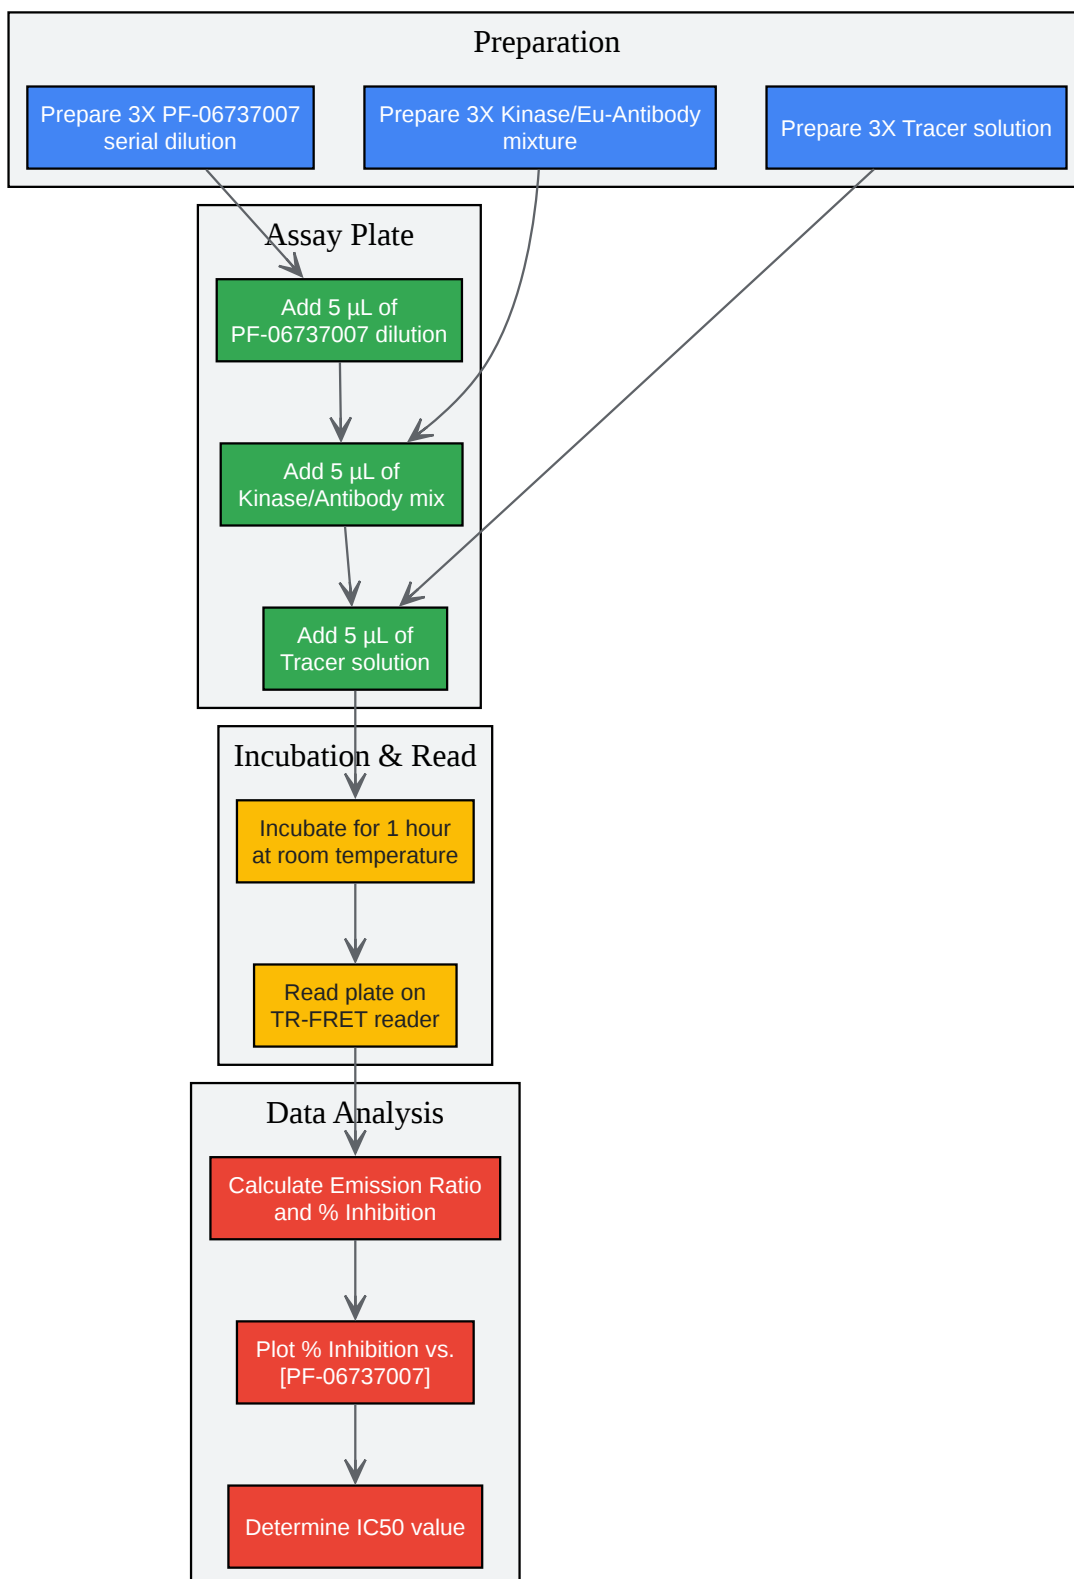 Preparation
Prepare 3X PF-06737007
serial dilution
Prepare 3X Kinase/Eu-Antibody
mixture
Prepare 3X Tracer solution
Assay Plate
Add 5 µL of
PF-06737007 dilution
Add 5 µL of
Kinase/Antibody mix
Add 5 µL of
Tracer solution
Incubation & Read
Incubate for 1 hour
at room temperature
Read plate on
TR-FRET reader
Data Analysis
Calculate Emission Ratio
and % Inhibition
Plot % Inhibition vs.
[PF-06737007]
Determine IC50 value